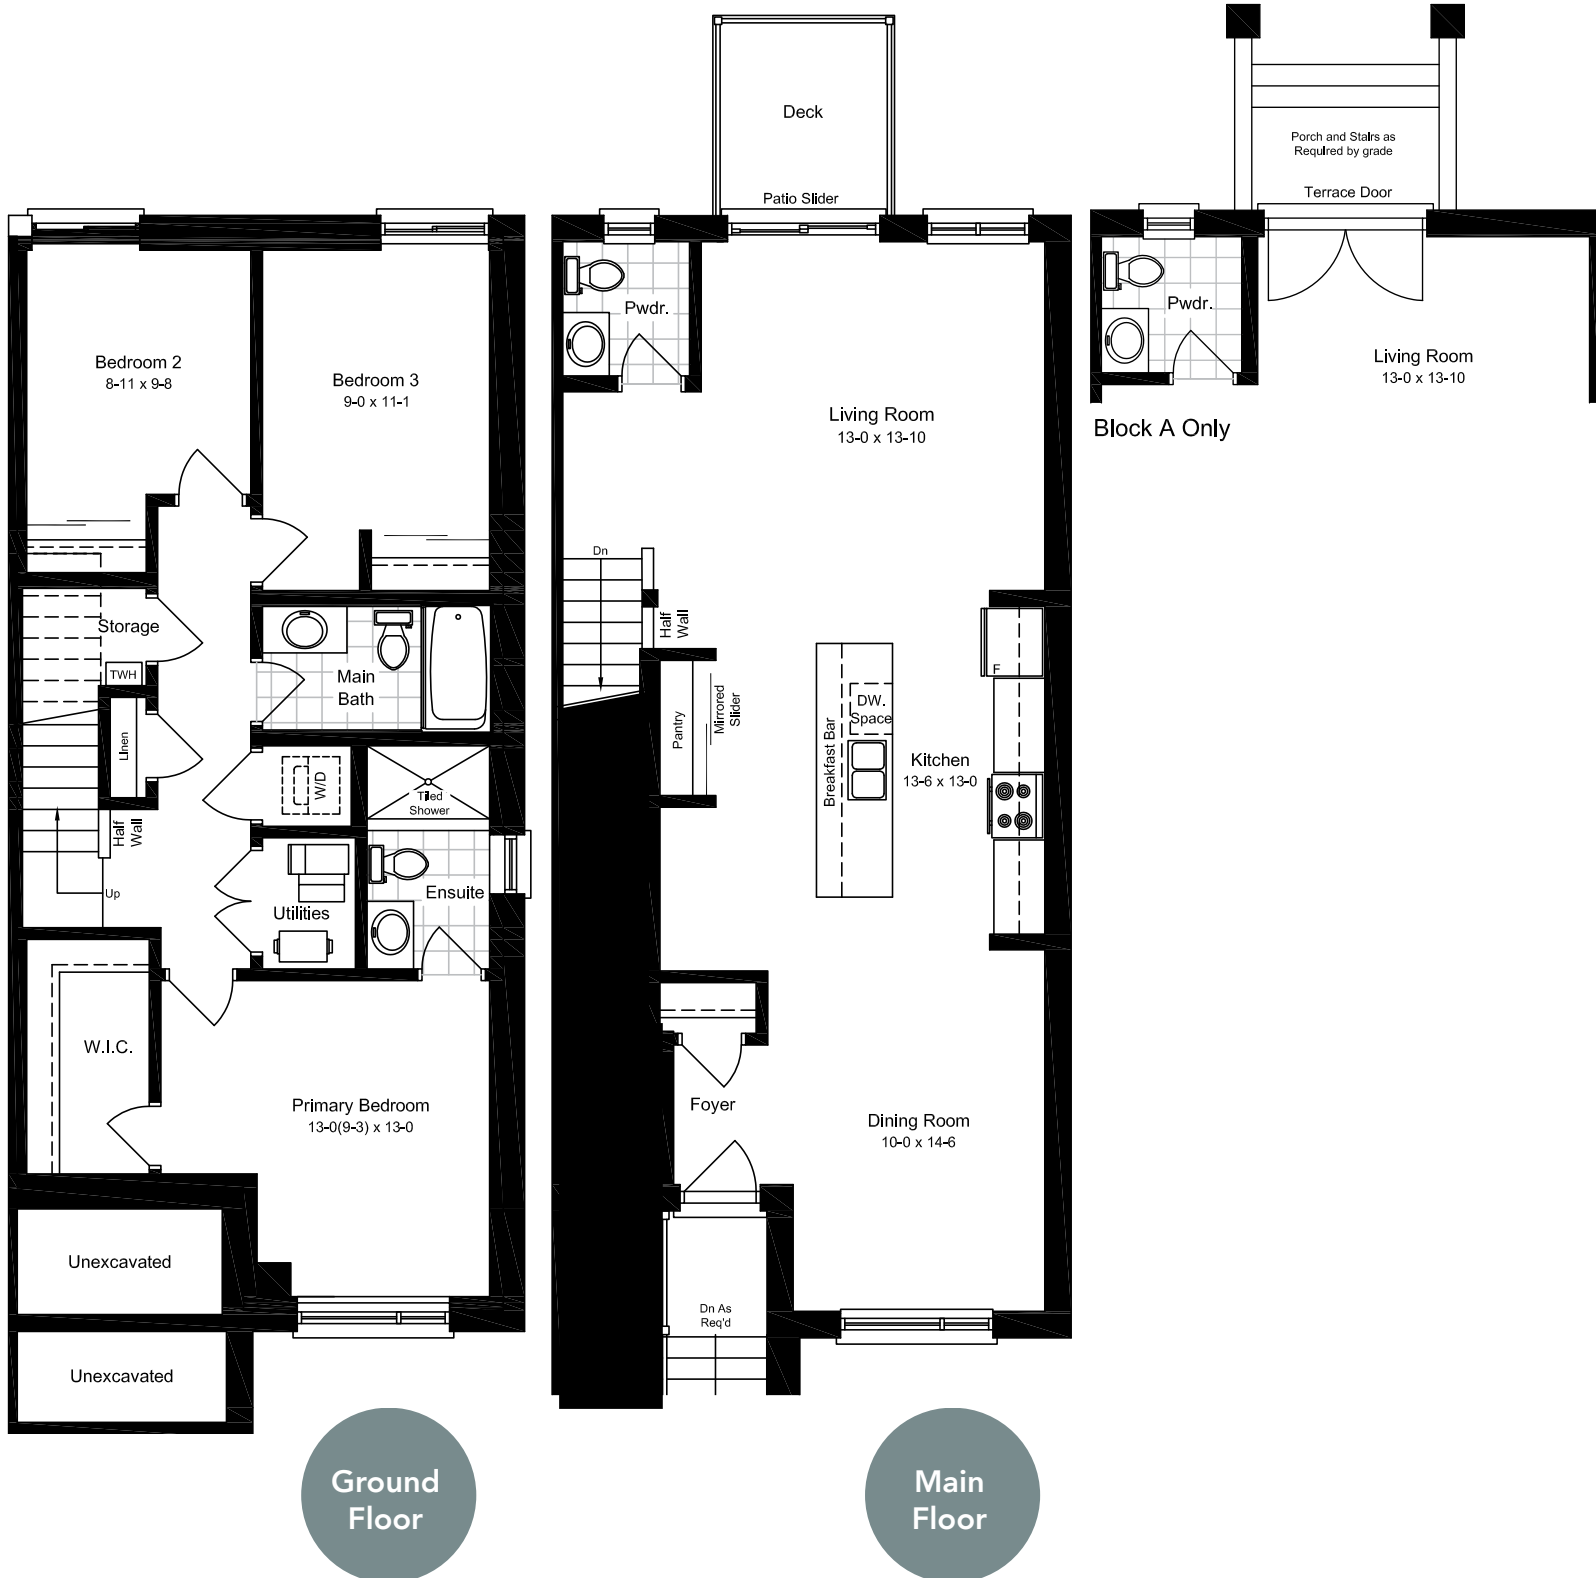 Bedroom 2
8-11 x 9-8
Bedroom 3
9-0 x 11-1
Storage
TWH
Main
Bath
Linen
W/D
Tiled
Shower
Half
Wall
Up
Utilities
Ensuite
W.I.C.
Primary Bedroom
13-0(9-3) x 13-0
Unexcavated
Unexcavated
Ground
Floor
Deck
Patio Slider
Pwdr.
Living Room
13-0 x 13-10
Dn
Half
Wall
F
Pantry
Mirrored
Slider
Breakfast Bar
DW.
Space
Kitchen
13-6 x 13-0
Foyer
Dining Room
10-0 x 14-6
Dn As
Req'd
Main
Floor
Porch and Stairs as
Required by grade
Terrace Door
Pwdr.
Living Room
13-0 x 13-10
Block A Only